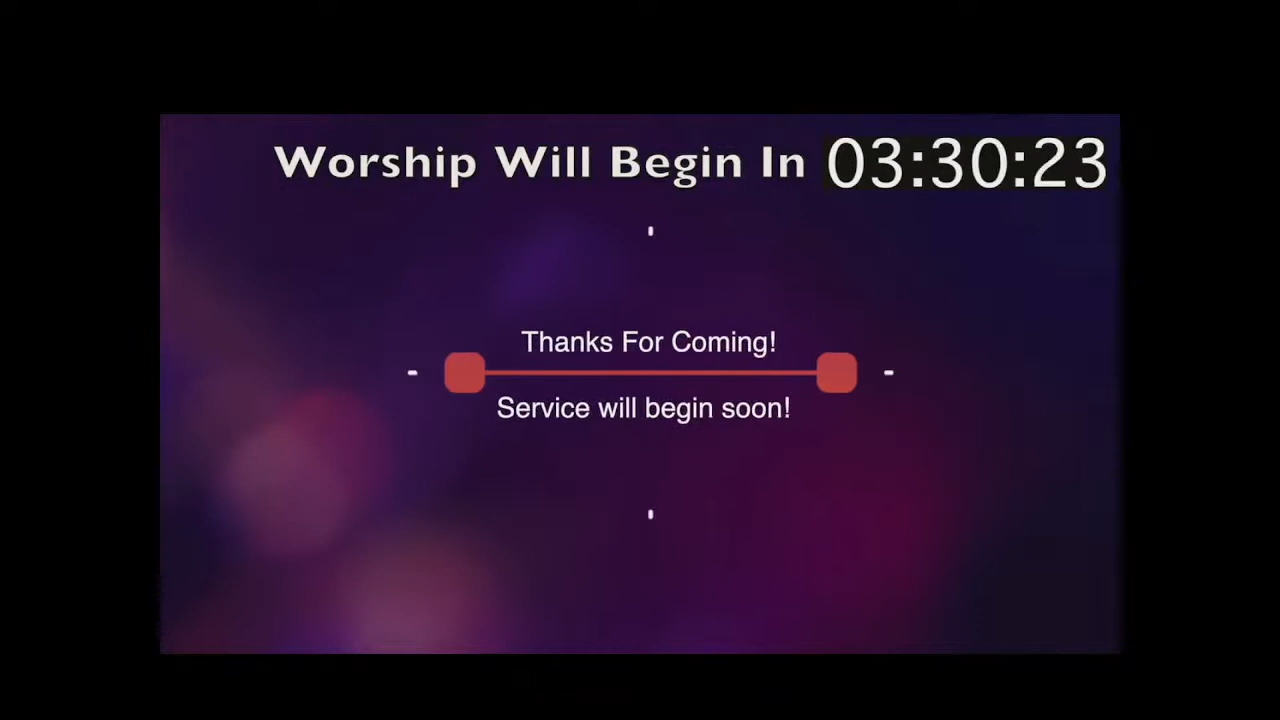 Worship Will Begin In 03:30:23
Thanks For Coming!
Service will begin soon!